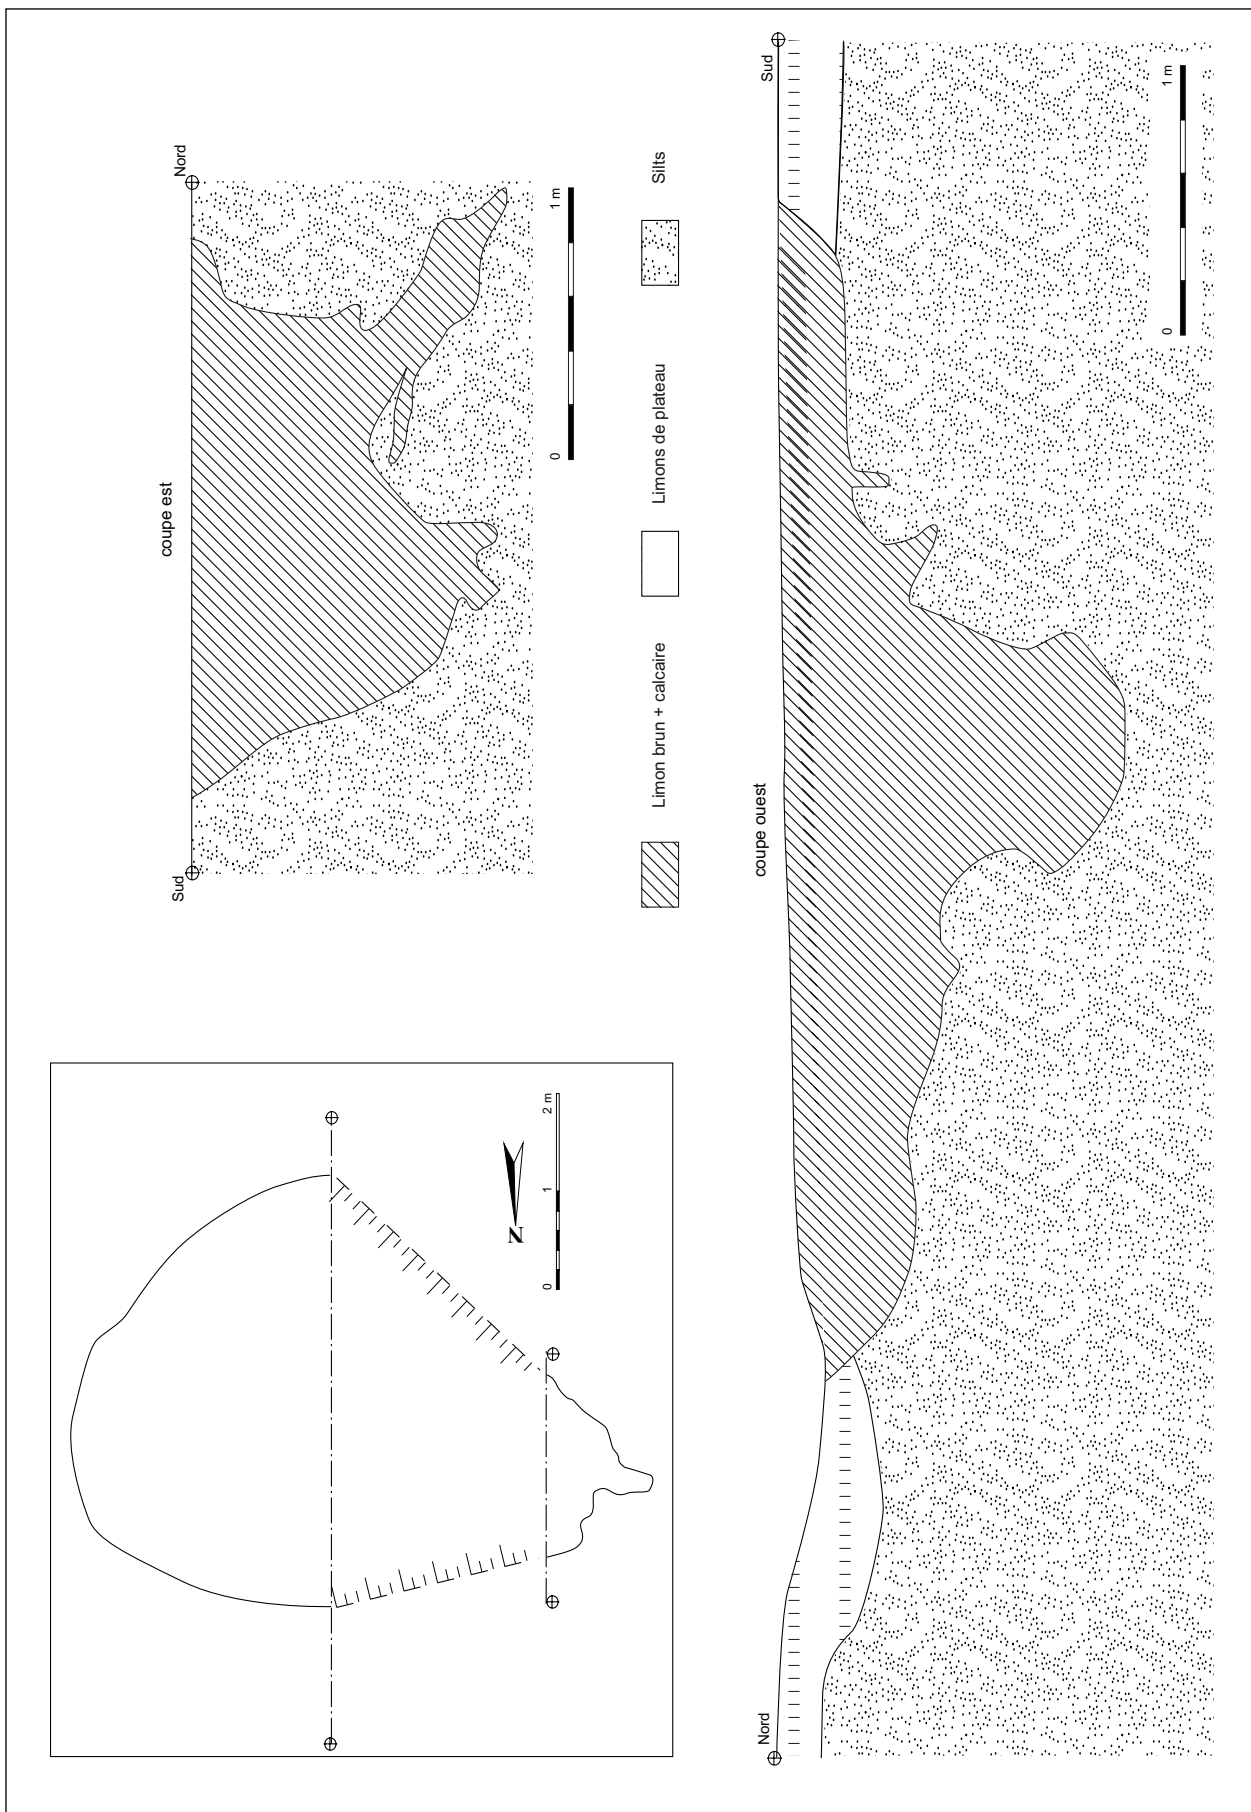 Sud
coupe est
Nord
0
1 m
Limon brun + calcaire
Limons de plateau
Silts
N
0
1
2 m
Nord
coupe ouest
Sud
0
1 m